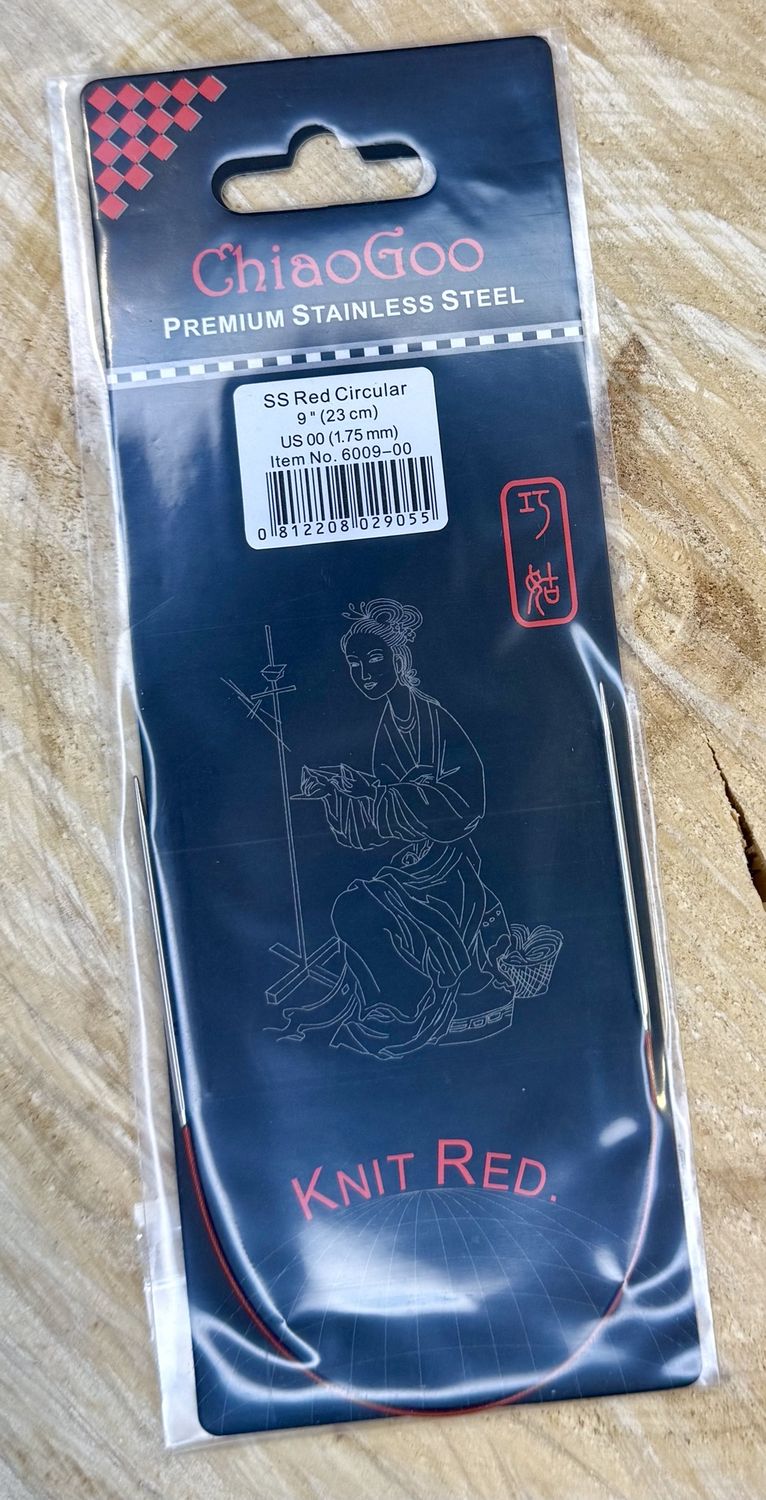 ChiaoGoo
PREMIUM STAINLESS STEEL
SS Red Circular
9" (23 cm)
US 00 (1.75 mm)
Item No. 6009–00
0 812208 029055
巧
姑
KNIT RED.